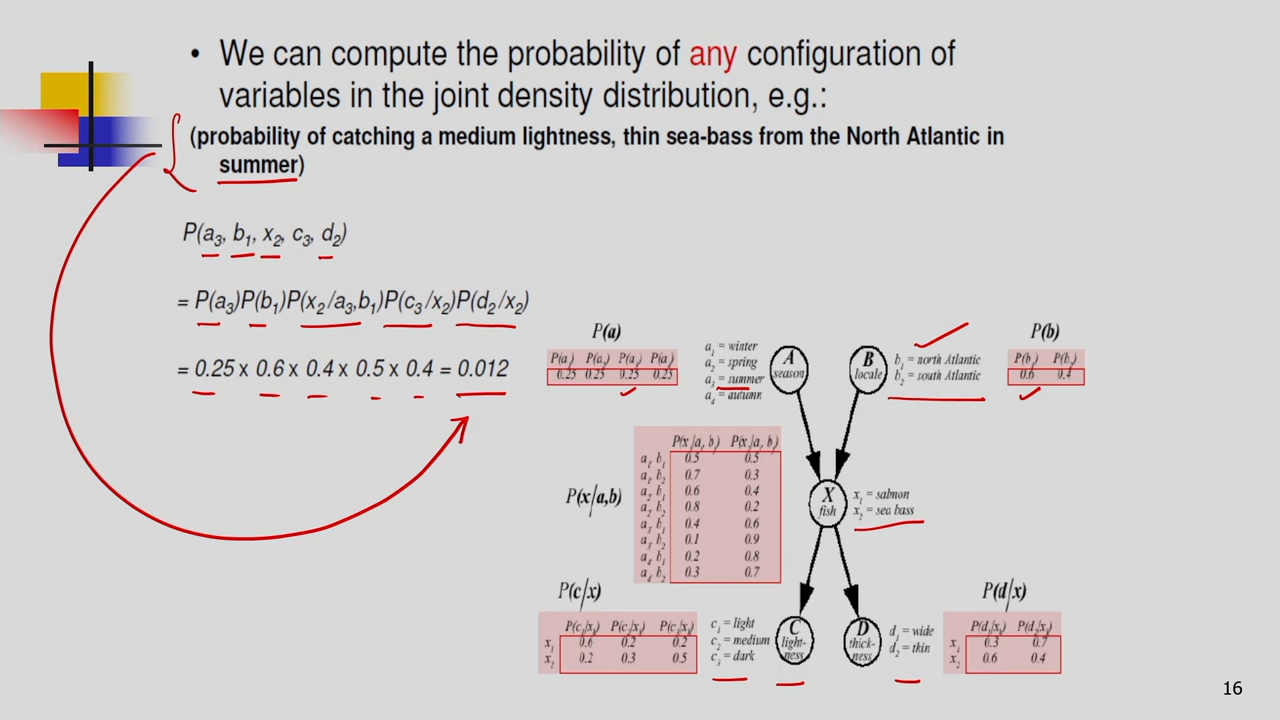 • We can compute the probability of any configuration of
variables in the joint density distribution, e.g.:
(probability of catching a medium lightness, thin sea-bass from the North Atlantic in
summer)
P(a3, b1, x2, c3, d2)
= P(a3)P(b1)P(x2/a3,b1)P(c3/x2)P(d2/x2)
= 0.25 x 0.6 x 0.4 x 0.5 x 0.4 = 0.012
P(a)
P(a1) P(a2) P(a3) P(a4)
0.25 0.25 0.25 0.25
a1 = winter
a2 = spring
a3 = summer
a4 = autumn
A
season
B
locale
b1 = north Atlantic
b2 = south Atlantic
P(b)
P(b1) P(b2)
0.6 0.4
P(x|a,b)
P(x1|a, b) P(x2|a, b)
a1 b1 0.5 0.5
a1 b2 0.7 0.3
a2 b1 0.6 0.4
a2 b2 0.8 0.2
a3 b1 0.4 0.6
a3 b2 0.1 0.9
a4 b1 0.2 0.8
a4 b2 0.3 0.7
X
fish
x1 = salmon
x2 = sea bass
P(c|x)
P(c1|x) P(c2|x) P(c3|x)
x1 0.6 0.2 0.2
x2 0.2 0.3 0.5
c1 = light
c2 = medium
c3 = dark
C
light-
ness
D
thick-
ness
d1 = wide
d2 = thin
P(d|x)
P(d1|x) P(d2|x)
x1 0.3 0.7
x2 0.6 0.4
16